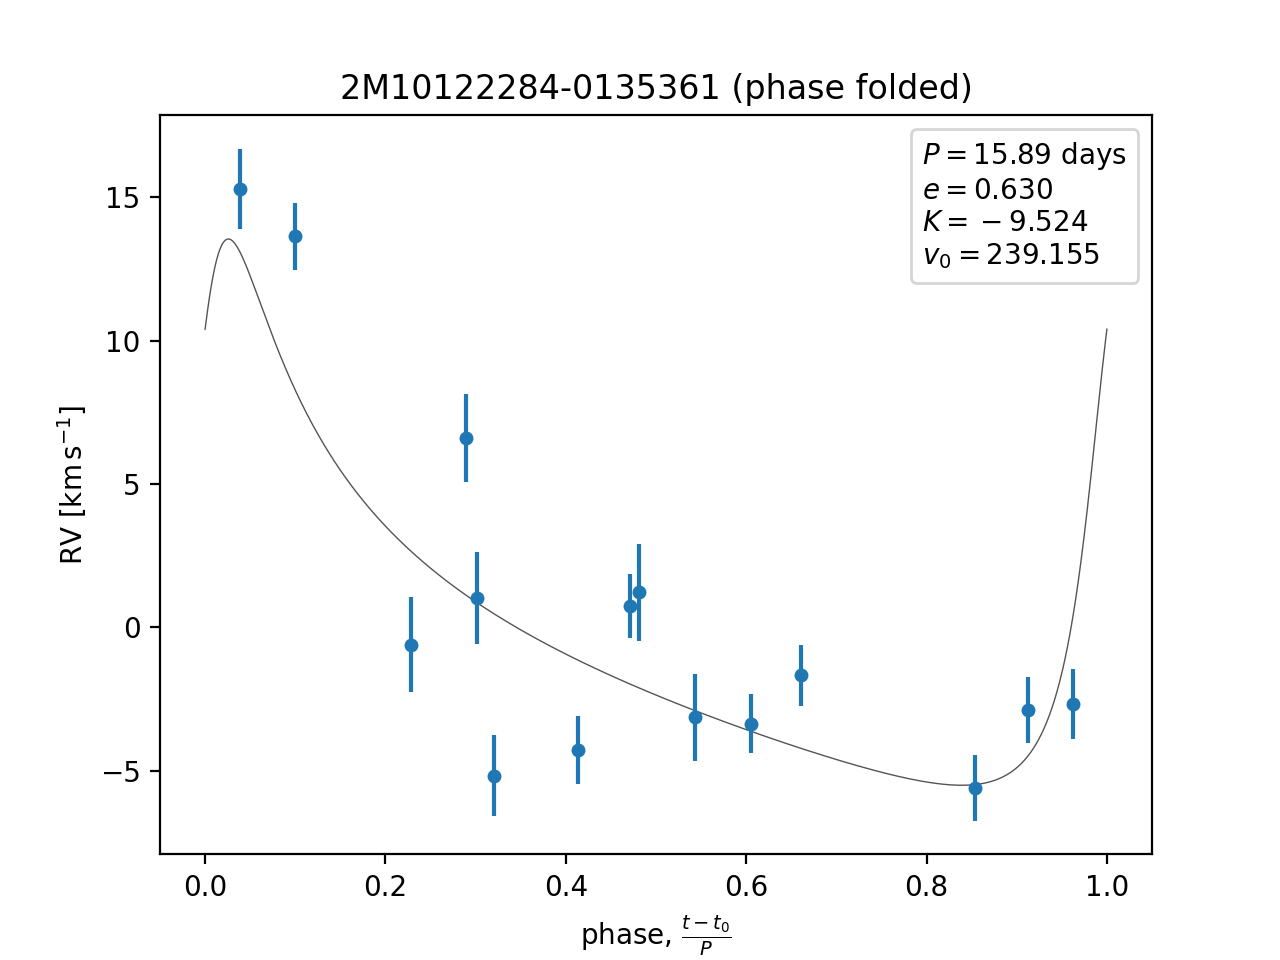 2M10122284-0135361 (phase folded)
P = 15.89 days
e = 0.630
K = −9.524
v₀ = 239.155
RV [km s⁻¹]
15
10
5
0
−5
0.0 0.2 0.4 0.6 0.8 1.0
phase, (t − t₀)/P